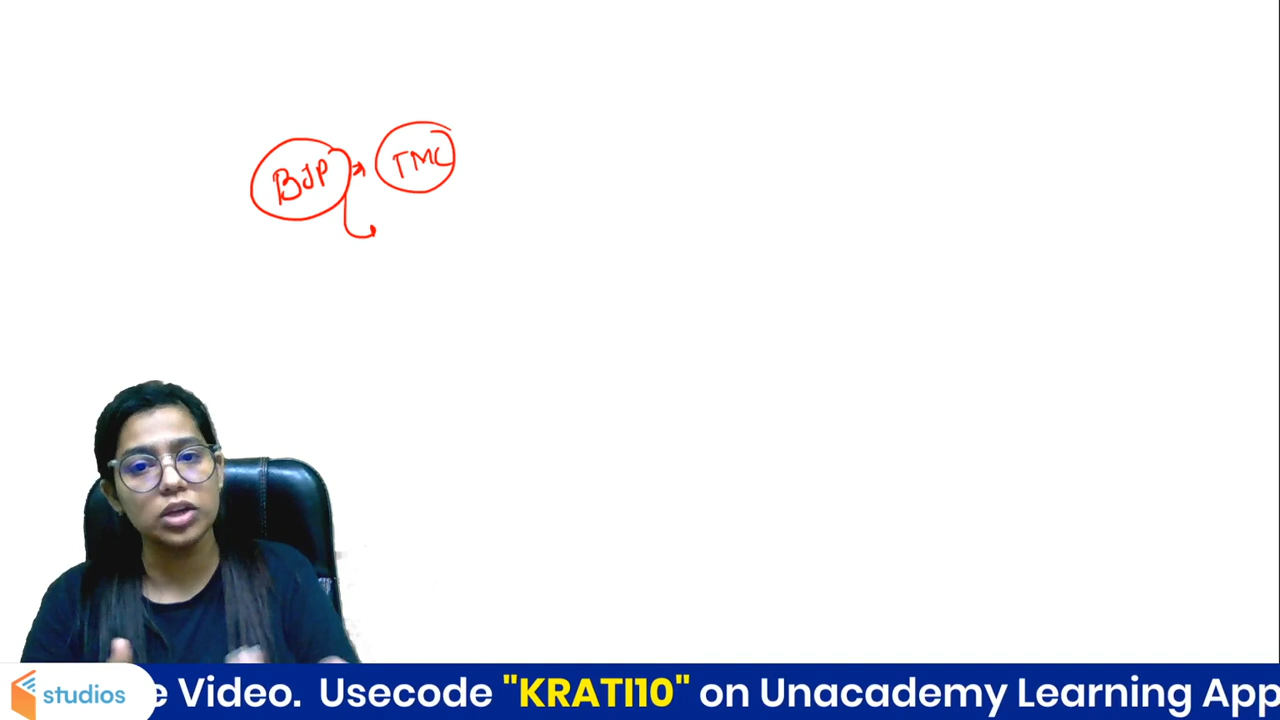 BJP → TMC
studios
e Video. Usecode "KRATI10" on Unacademy Learning App